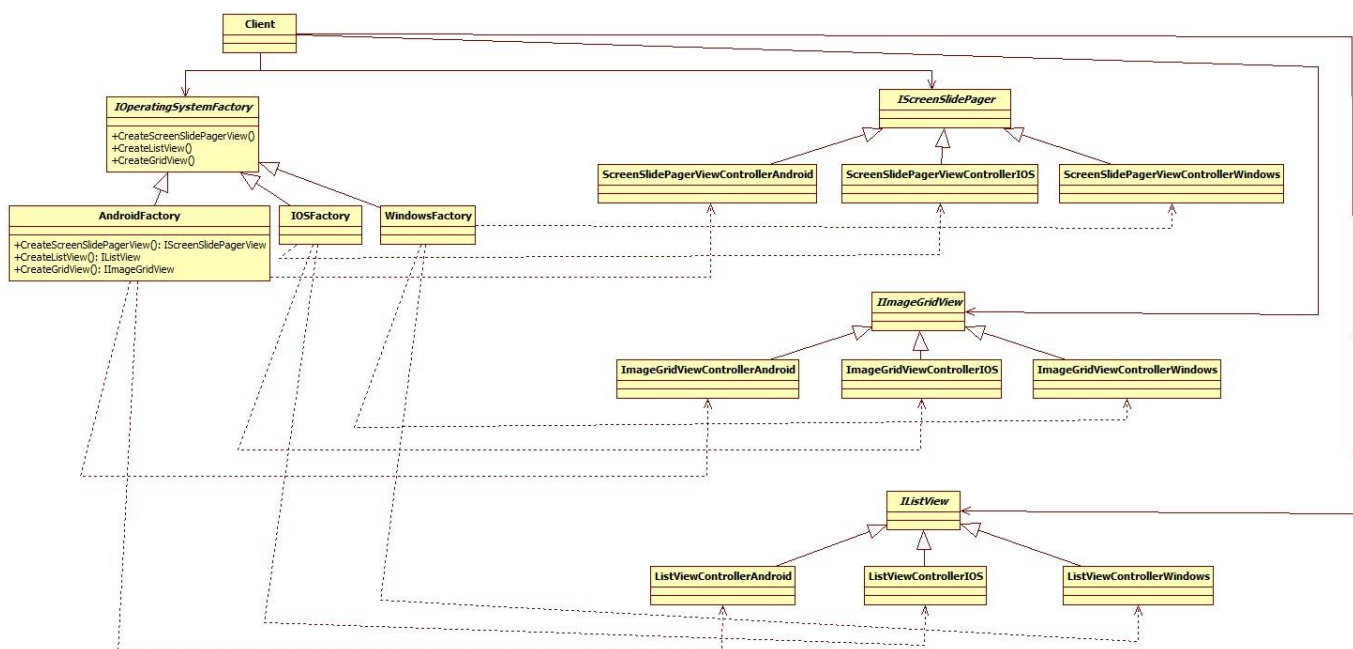 Client
IOperatingSystemFactory
+CreateScreenSlidePagerView()
+CreateListView()
+CreateGridView()
IScreenSlidePager
ScreenSlidePagerViewControllerAndroid
ScreenSlidePagerViewControllerIOS
ScreenSlidePagerViewControllerWindows
AndroidFactory
+CreateScreenSlidePagerView(): IScreenSlidePagerView
+CreateListView(): IListView
+CreateGridView(): IImageGridView
IOSFactory
WindowsFactory
IImageGridView
ImageGridViewControllerAndroid
ImageGridViewControllerIOS
ImageGridViewControllerWindows
IListView
ListViewControllerAndroid
ListViewControllerIOS
ListViewControllerWindows